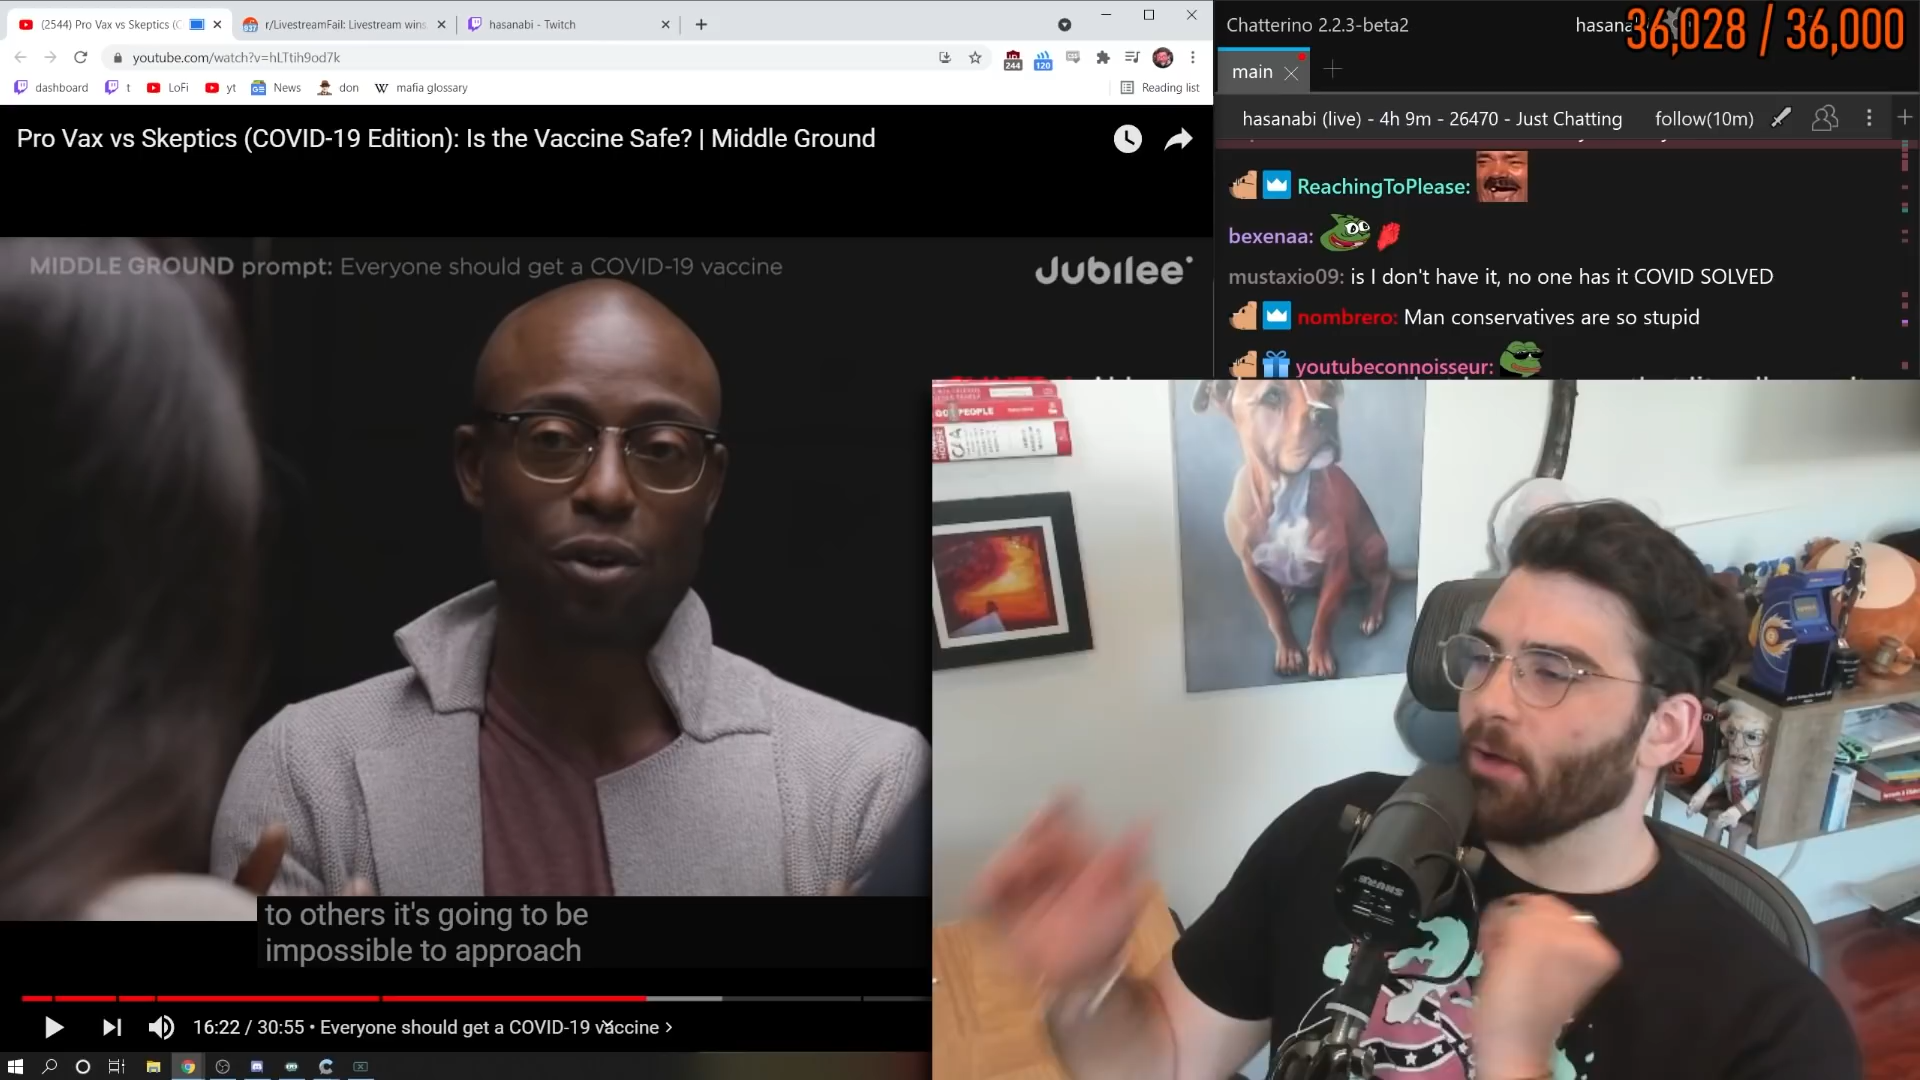 (2544) Pro Vax vs Skeptics (C
r/LivestreamFail: Livestream wins
hasanabi - Twitch
youtube.com/watch?v=hLTtih9od7k
244
120
dashboard
t
LoFi
yt
News
don
mafia glossary
Reading list
Pro Vax vs Skeptics (COVID-19 Edition): Is the Vaccine Safe? | Middle Ground
MIDDLE GROUND prompt: Everyone should get a COVID-19 vaccine
Jubilee
to others it's going to be
impossible to approach
16:22 / 30:55 • Everyone should get a COVID-19 vaccine
Chatterino 2.2.3-beta2
36,028 / 36,000
main
hasanabi (live) - 4h 9m - 26470 - Just Chatting
follow(10m)
ReachingToPlease:
bexenaa:
mustaxio09: is I don't have it, no one has it COVID SOLVED
nombrero: Man conservatives are so stupid
youtubeconnoisseur:
PEOPLE